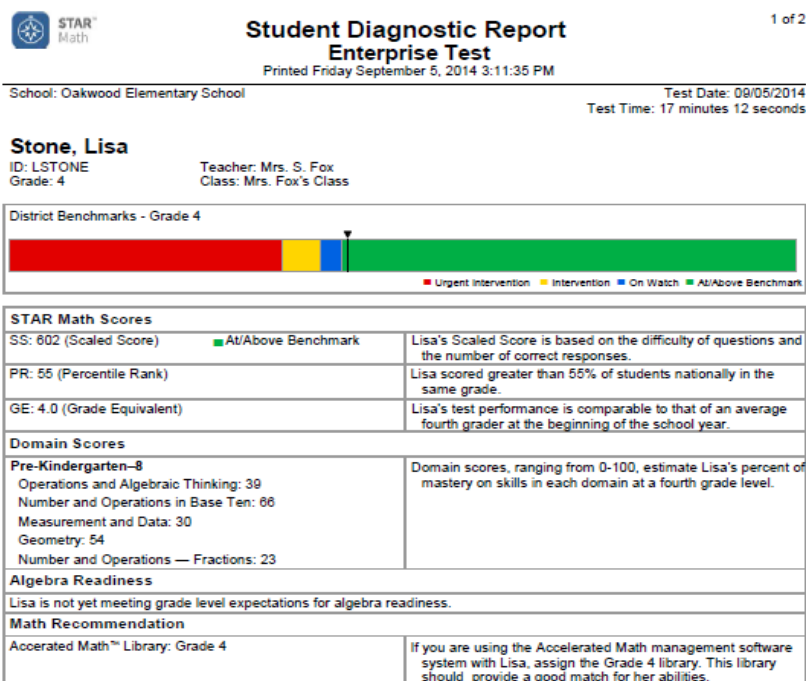 STAR™
Math
Student Diagnostic Report
1 of 2
Enterprise Test
Printed Friday September 5, 2014 3:11:35 PM
School: Oakwood Elementary School
Test Date: 09/05/2014
Test Time: 17 minutes 12 seconds
Stone, Lisa
ID: LSTONE
Teacher: Mrs. S. Fox
Grade: 4
Class: Mrs. Fox's Class
District Benchmarks - Grade 4
Urgent Intervention Intervention On Watch At/Above Benchmark
STAR Math Scores
SS: 602 (Scaled Score) At/Above Benchmark
Lisa's Scaled Score is based on the difficulty of questions and
the number of correct responses.
PR: 55 (Percentile Rank)
Lisa scored greater than 55% of students nationally in the
same grade.
GE: 4.0 (Grade Equivalent)
Lisa's test performance is comparable to that of an average
fourth grader at the beginning of the school year.
Domain Scores
Pre-Kindergarten–8
Operations and Algebraic Thinking: 39
Number and Operations in Base Ten: 66
Measurement and Data: 30
Geometry: 54
Number and Operations — Fractions: 23
Domain scores, ranging from 0-100, estimate Lisa's percent of
mastery on skills in each domain at a fourth grade level.
Algebra Readiness
Lisa is not yet meeting grade level expectations for algebra readiness.
Math Recommendation
Accerated Math™ Library: Grade 4
If you are using the Accelerated Math management software
system with Lisa, assign the Grade 4 library. This library
should provide a good match for her abilities.